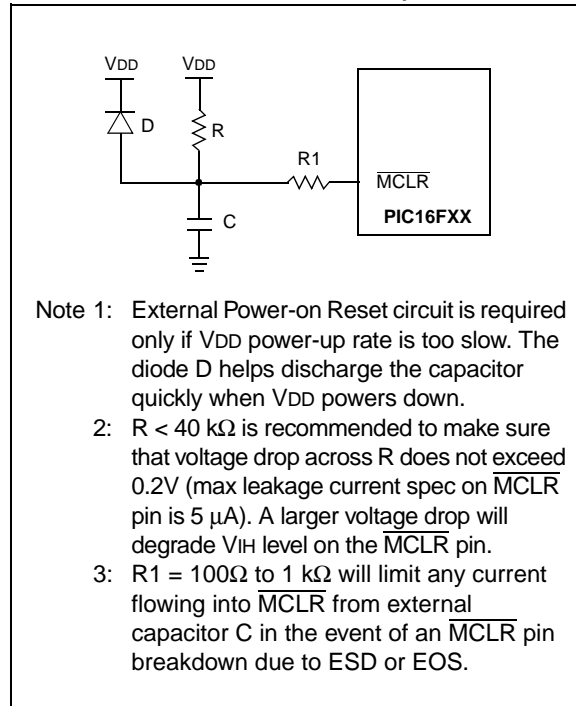 VDD VDD
D
R
R1
MCLR
PIC16FXX
C
Note 1: External Power-on Reset circuit is required
only if VDD power-up rate is too slow. The
diode D helps discharge the capacitor
quickly when VDD powers down.
2: R < 40 kΩ is recommended to make sure
that voltage drop across R does not exceed
0.2V (max leakage current spec on MCLR
pin is 5 μA). A larger voltage drop will
degrade VIH level on the MCLR pin.
3: R1 = 100Ω to 1 kΩ will limit any current
flowing into MCLR from external
capacitor C in the event of an MCLR pin
breakdown due to ESD or EOS.